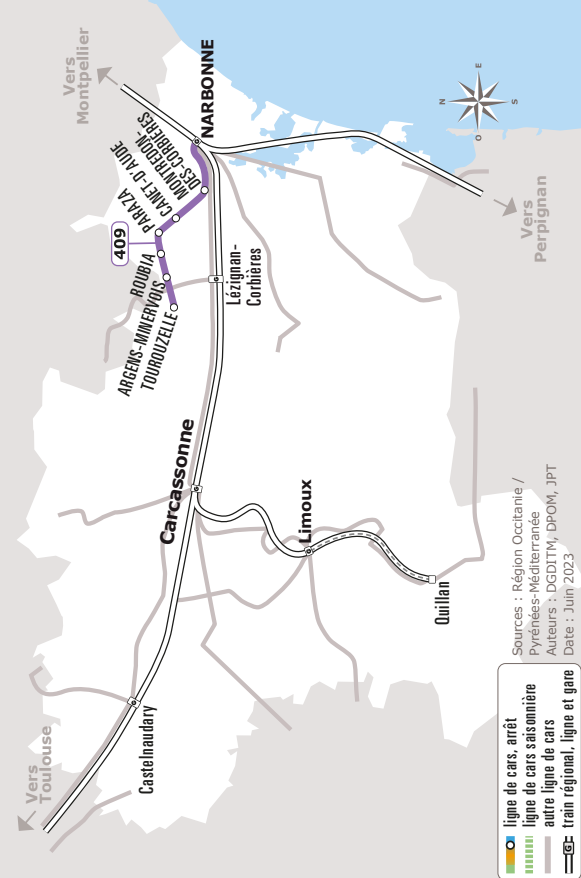 Vers
Toulouse
Castelnaudary
Carcassonne
Limoux
Quillan
Lézignan-
Corbières
409
TOUROUZELLE
ARGENS-MINERVOIS
ROUBIA
PARAZA
CANET-D'AUDE
MONTREDON-
DES-CORBIÈRES
NARBONNE
Vers
Montpellier
Vers
Perpignan
N
E
S
O
ligne de cars, arrêt
ligne de cars saisonnière
autre ligne de cars
G
train régional, ligne et gare
Sources : Région Occitanie /
Pyrénées-Méditerranée
Auteurs : DGDITM, DPOM, JPT
Date : Juin 2023